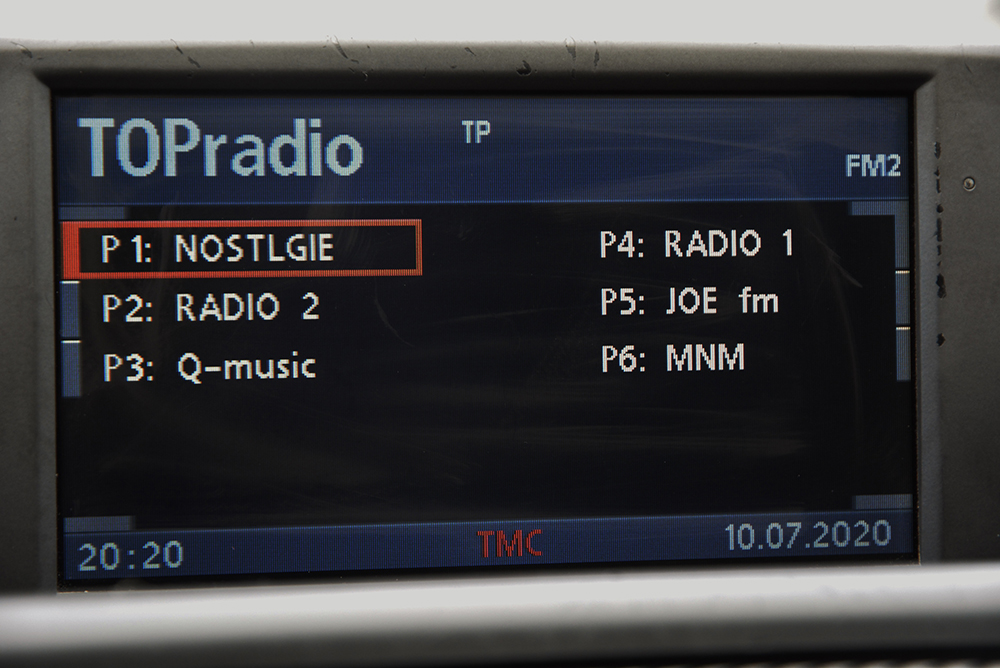 TOPradio
TP
FM2
P 1: NOSTLGIE
P2: RADIO 2
P3: Q-music
P4: RADIO 1
P5: JOE fm
P6: MNM
20:20
TMC
10.07.2020